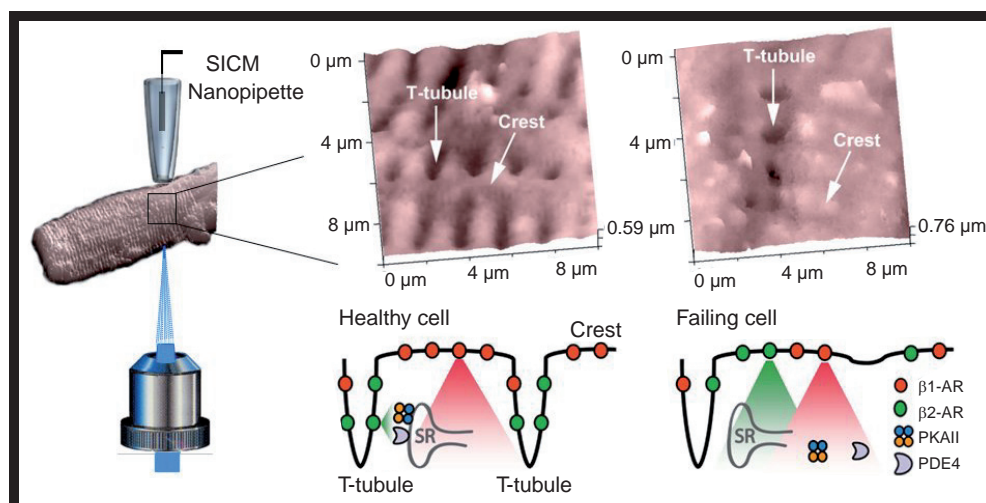 SICM
Nanopipette
0 µm
T-tubule
Crest
4 µm
8 µm
0.59 µm
0 µm
4 µm
8 µm
0 µm
T-tubule
4 µm
Crest
8 µm
0.76 µm
0 µm
4 µm
8 µm
Healthy cell
Crest
SR
T-tubule
T-tubule
Failing cell
SR
β1-AR
β2-AR
PKAII
PDE4